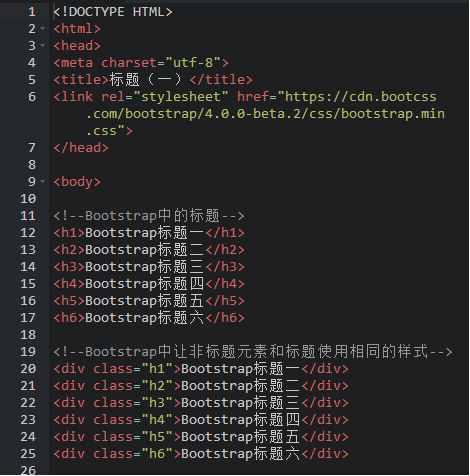 1 <!DOCTYPE HTML>
2 <html>
3 <head>
4 <meta charset="utf-8">
5 <title>标题（一）</title>
6 <link rel="stylesheet" href="https://cdn.bootcss
.com/bootstrap/4.0.0-beta.2/css/bootstrap.min
.css">
7 </head>
8
9 <body>
10
11 <!--Bootstrap中的标题-->
12 <h1>Bootstrap标题一</h1>
13 <h2>Bootstrap标题二</h2>
14 <h3>Bootstrap标题三</h3>
15 <h4>Bootstrap标题四</h4>
16 <h5>Bootstrap标题五</h5>
17 <h6>Bootstrap标题六</h6>
18
19 <!--Bootstrap中让非标题元素和标题使用相同的样式-->
20 <div class="h1">Bootstrap标题一</div>
21 <div class="h2">Bootstrap标题二</div>
22 <div class="h3">Bootstrap标题三</div>
23 <div class="h4">Bootstrap标题四</div>
24 <div class="h5">Bootstrap标题五</div>
25 <div class="h6">Bootstrap标题六</div>
26